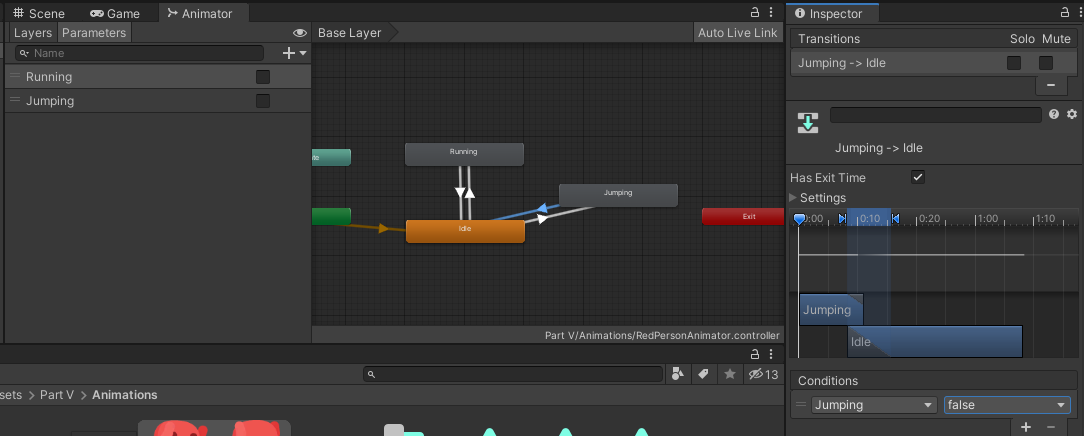 Scene Game Animator
Layers Parameters
Name
Running
Jumping
Base Layer Auto Live Link
Running
Jumping
Idle
Exit
Part V/Animations/RedPersonAnimator.controller
13
sets > Part V > Animations
Inspector
Transitions Solo Mute
Jumping -> Idle
Jumping -> Idle
Has Exit Time
Settings
0:00 0:10 0:20 1:00 1:10
Jumping
Idle
Conditions
Jumping false